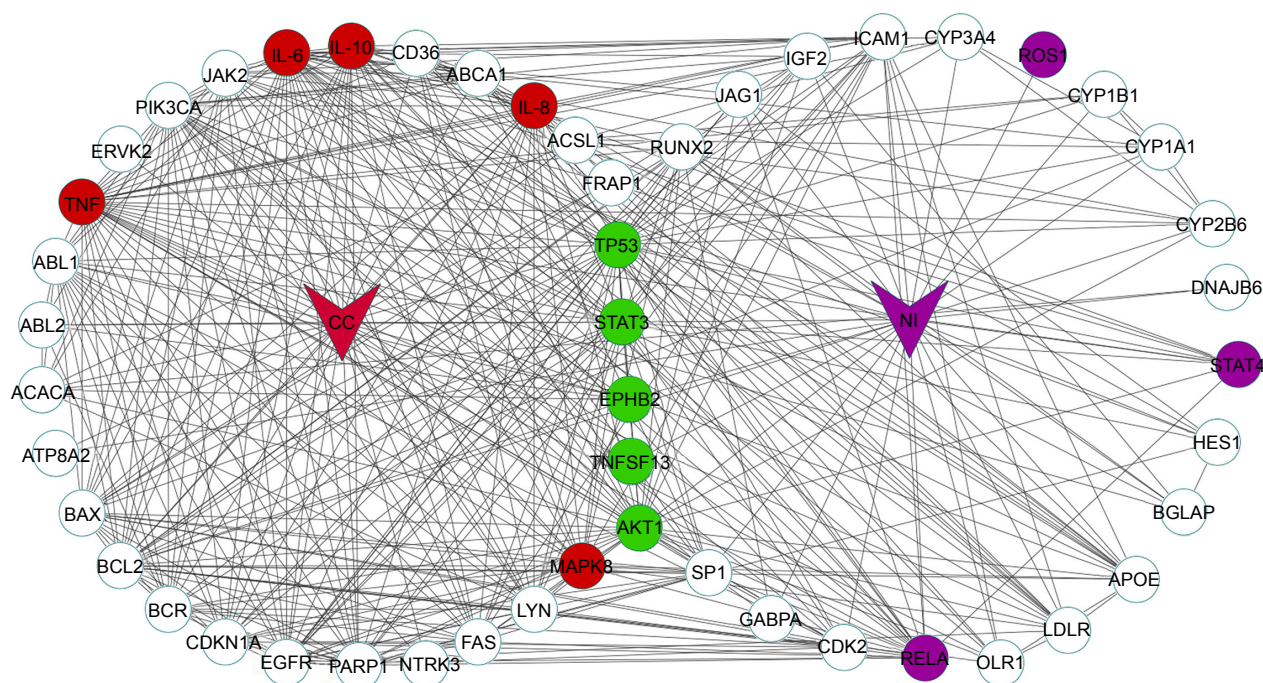 IL-6
IL-10
CD36
ICAM1
CYP3A4
ROS1
JAK2
ABCA1
IGF2
PIK3CA
IL-8
JAG1
CYP1B1
ERVK2
ACSL1
RUNX2
CYP1A1
FRAP1
TNF
TP53
CYP2B6
ABL1
DNAJB6
ABL2
CC
STAT3
NI
STAT4
ACACA
EPHB2
HES1
ATP8A2
TNFSF13
BAX
AKT1
BGLAP
BCL2
MAPK8
SP1
APOE
BCR
LYN
GABPA
LDLR
CDKN1A
EGFR
PARP1
NTRK3
FAS
CDK2
RELA
OLR1